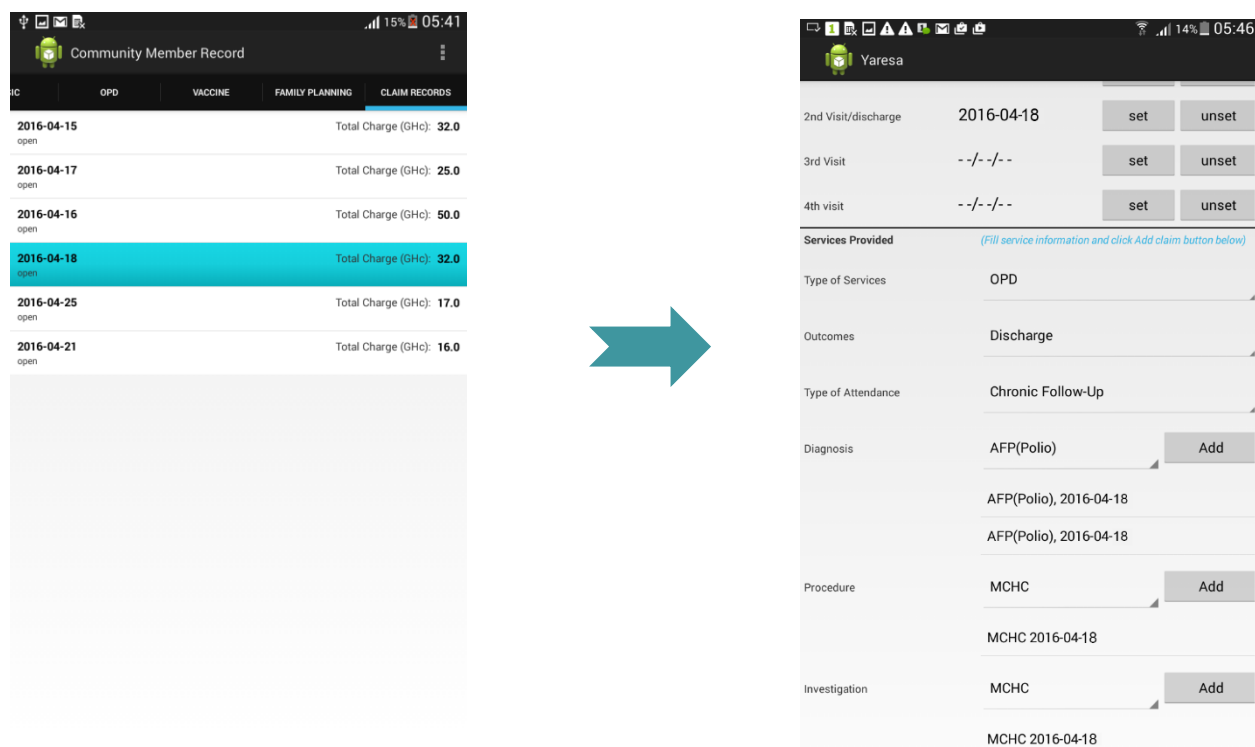 15% 05:41
Community Member Record
IC OPD VACCINE FAMILY PLANNING CLAIM RECORDS
2016-04-15 Total Charge (GHc): 32.0
open
2016-04-17 Total Charge (GHc): 25.0
open
2016-04-16 Total Charge (GHc): 50.0
open
2016-04-18 Total Charge (GHc): 32.0
open
2016-04-25 Total Charge (GHc): 17.0
open
2016-04-21 Total Charge (GHc): 16.0
open
1 14% 05:46
Yaresa
2nd Visit/discharge 2016-04-18 set unset
3rd Visit --/--/-- set unset
4th visit --/--/-- set unset
Services Provided (Fill service information and click Add claim button below)
Type of Services OPD
Outcomes Discharge
Type of Attendance Chronic Follow-Up
Diagnosis AFP(Polio) Add
AFP(Polio), 2016-04-18
AFP(Polio), 2016-04-18
Procedure MCHC Add
MCHC 2016-04-18
Investigation MCHC Add
MCHC 2016-04-18